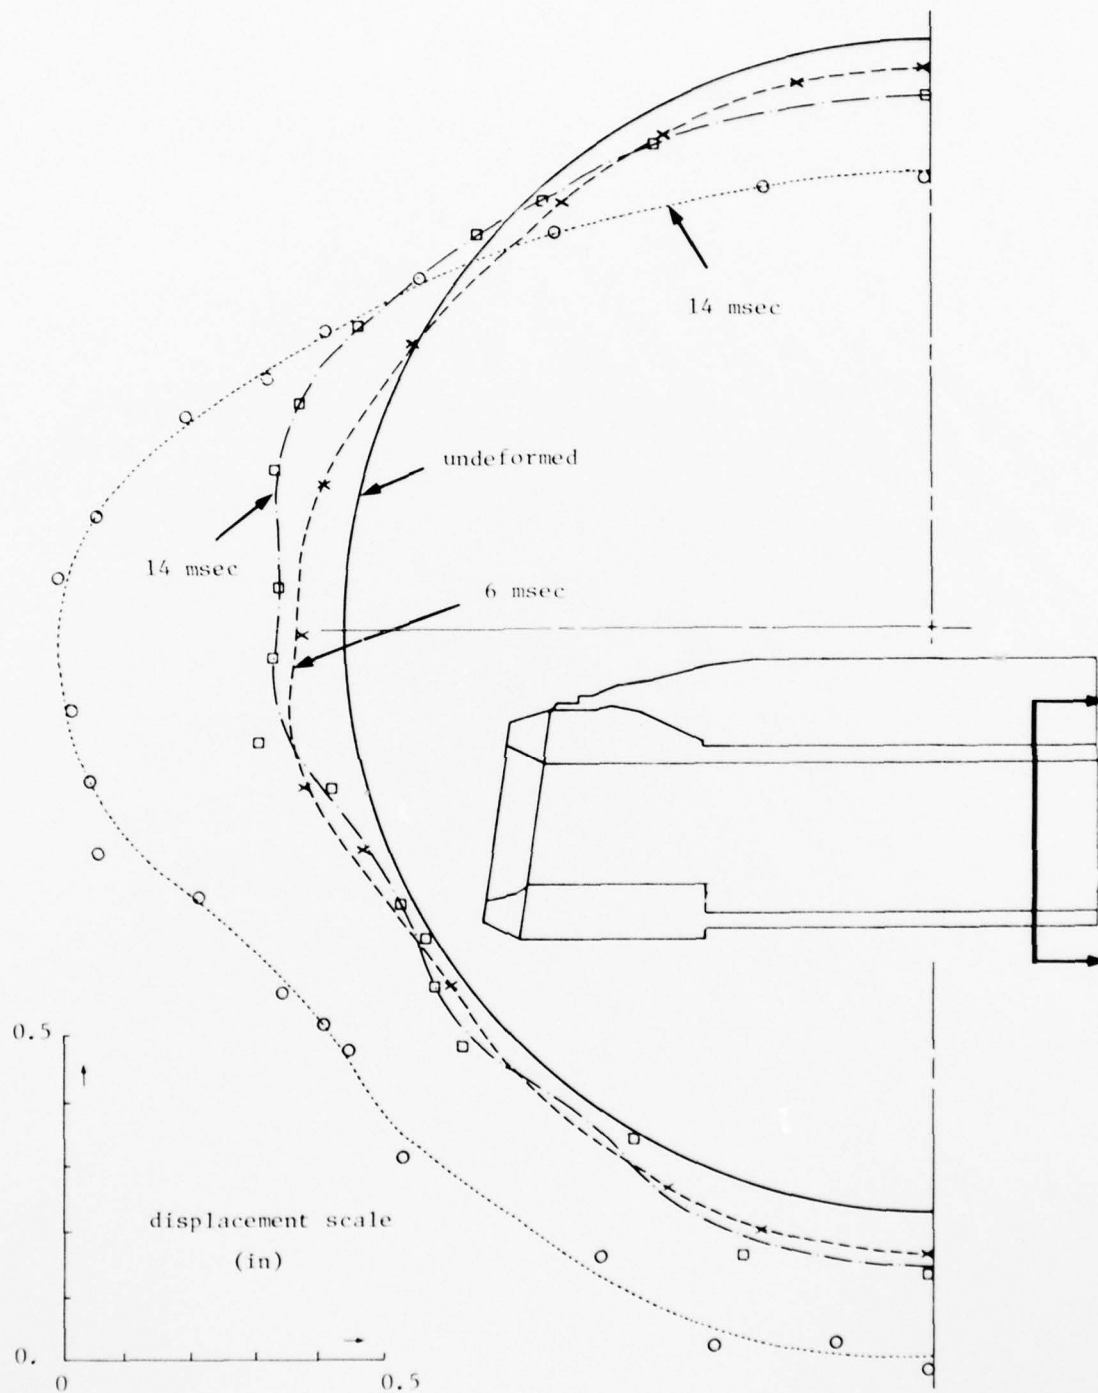 14 msec
undeformed
14 msec
6 msec
0.5
displacement scale
(in)
0.
0
0.5